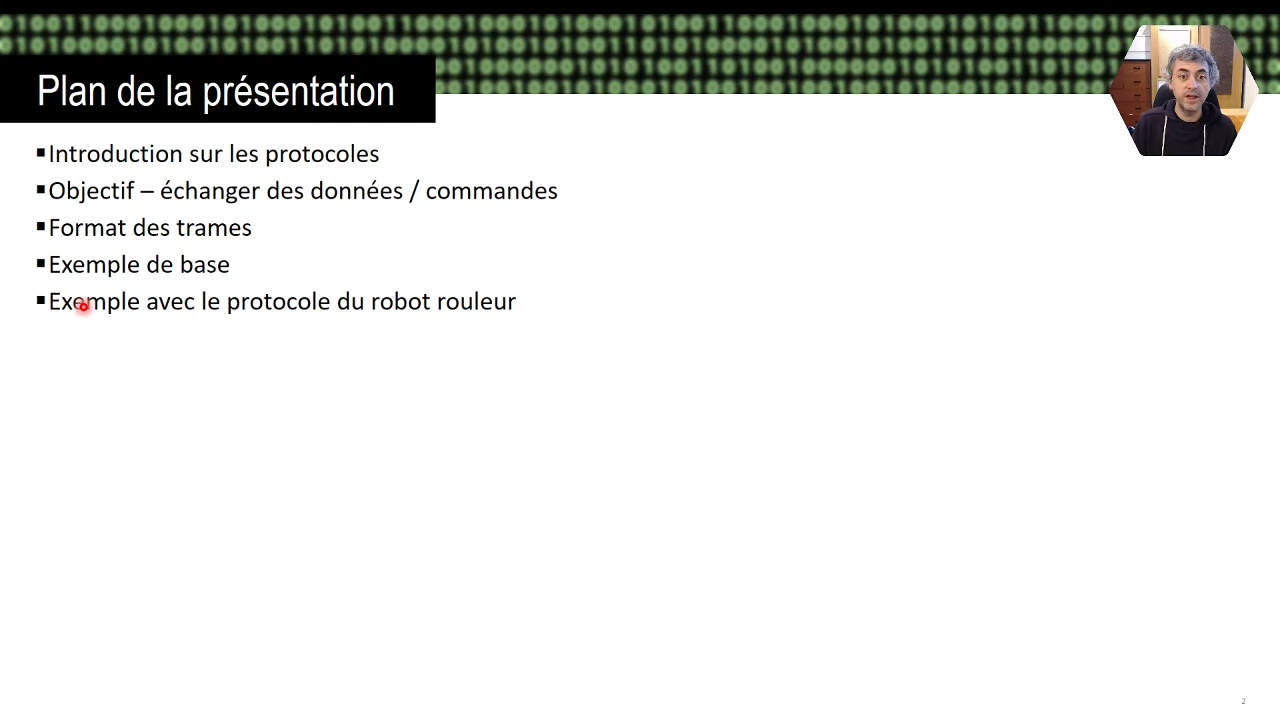 Plan de la présentation
▪Introduction sur les protocoles
▪Objectif – échanger des données / commandes
▪Format des trames
▪Exemple de base
▪Exemple avec le protocole du robot rouleur
2